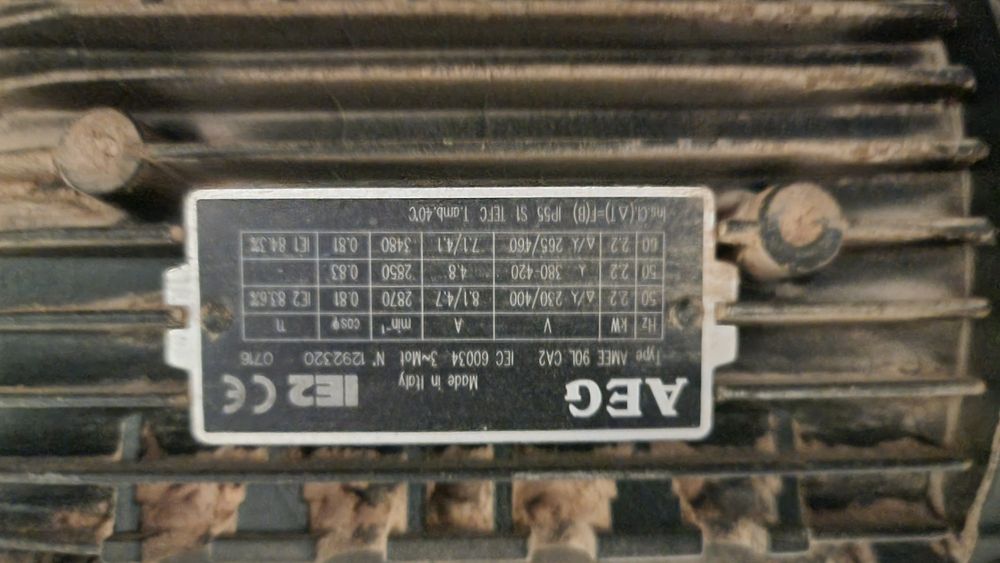 AEG Made in Italy IE2 CE
Type AMEE 90L CA2 IEC 60034 3~Mot N° 1292320 0716
Hz kW V A min⁻¹ cosφ η
50 2.2 Δ/Y 230/400 8.1/4.7 2870 0.81 IE2 83.6%
50 2.2 Y 380-420 4.8 2850 0.83 -
60 2.2 Δ/Y 265/460 7.1/4.1 3480 0.81 IE1 84.3%
Ins.Cl.(ΔT)=F(B) IP55 S1 TEFC T.amb.40°C